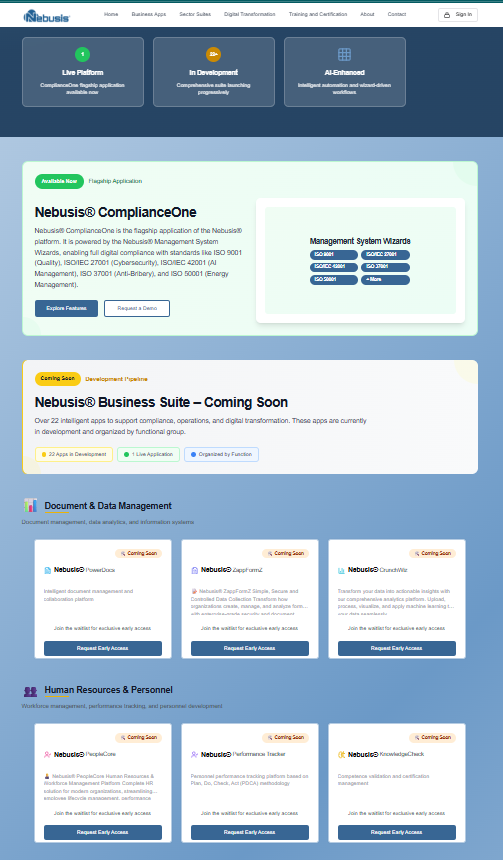 Nebusis®
Home Business Apps Sector Suites Digital Transformation Training and Certification About Contact Sign In
1
Live Platform
ComplianceOne flagship application
available now
22+
In Development
Comprehensive suite launching
progressively
AI-Enhanced
Intelligent automation and wizard-driven
workflows
Available Now Flagship Application
Nebusis® ComplianceOne
Nebusis® ComplianceOne is the flagship application of the Nebusis®
platform. It is powered by the Nebusis® Management System
Wizards, enabling full digital compliance with standards like ISO 9001
(Quality), ISO/IEC 27001 (Cybersecurity), ISO/IEC 42001 (AI
Management), ISO 37001 (Anti-Bribery), and ISO 50001 (Energy
Management).
Explore Features Request a Demo
Management System Wizards
ISO 9001 ISO/IEC 27001
ISO/IEC 42001 ISO 37001
ISO 50001 + More
Coming Soon Development Pipeline
Nebusis® Business Suite – Coming Soon
Over 22 intelligent apps to support compliance, operations, and digital transformation. These apps are currently
in development and organized by functional group.
22 Apps in Development 1 Live Application Organized by Function
Document & Data Management
Document management, data analytics, and information systems
Coming Soon
Nebusis® PowerDocs
Intelligent document management and
collaboration platform
Join the waitlist for exclusive early access
Request Early Access
Coming Soon
Nebusis® ZappFormZ
Nebusis® ZappFormZ Simple, Secure and
Controlled Data Collection Transform how
organizations create, manage, and analyze form...
with enterprise-grade security and document
Join the waitlist for exclusive early access
Request Early Access
Coming Soon
Nebusis® CrunchWiz
Transform your data into actionable insights with
our comprehensive analytics platform. Upload,
process, visualize, and apply machine learning t...
your data seamlessly
Join the waitlist for exclusive early access
Request Early Access
Human Resources & Personnel
Workforce management, performance tracking, and personnel development
Coming Soon
Nebusis® PeopleCore
Nebusis® PeopleCore Human Resources &
Workforce Management Platform Complete HR
solution for modern organizations, streamlining...
employee lifecycle management, performance
Join the waitlist for exclusive early access
Request Early Access
Coming Soon
Nebusis® Performance Tracker
Personnel performance tracking platform based on
Plan, Do, Check, Act (PDCA) methodology
Join the waitlist for exclusive early access
Request Early Access
Coming Soon
Nebusis® KnowledgeCheck
Competence validation and certification
management
Join the waitlist for exclusive early access
Request Early Access